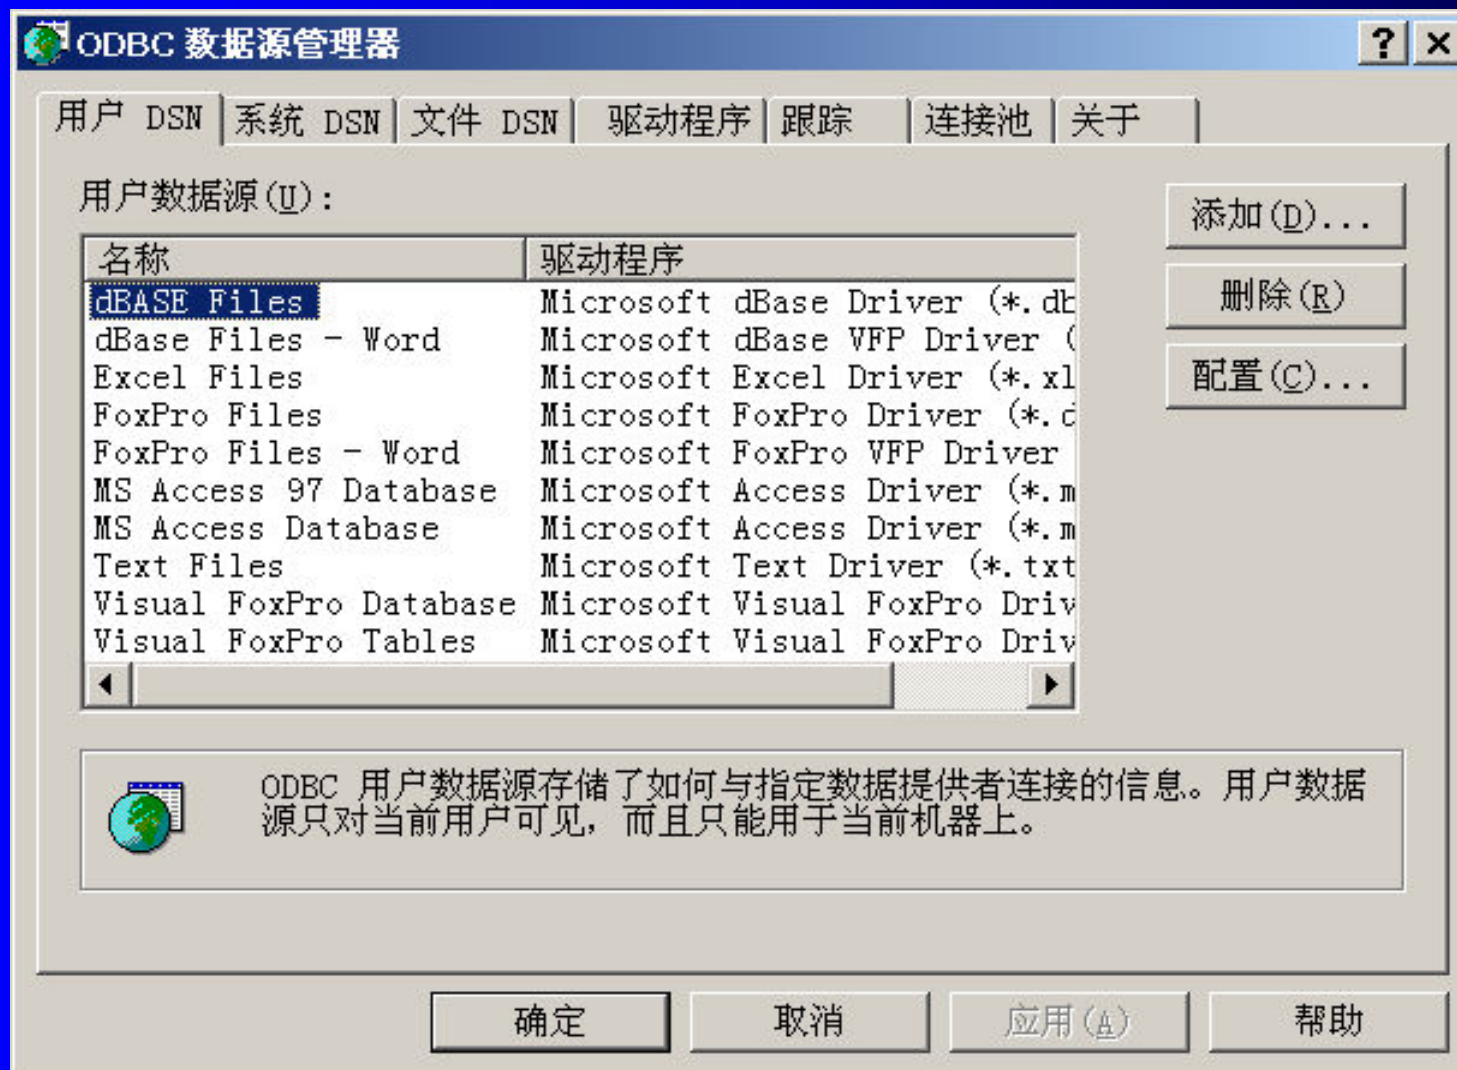 ODBC 数据源管理器
用户 DSN 系统 DSN 文件 DSN 驱动程序 跟踪 连接池 关于
用户数据源(U):
添加(D)...
删除(R)
配置(C)...
名称 驱动程序
dBASE Files Microsoft dBase Driver (*.db
dBase Files - Word Microsoft dBase VFP Driver (
Excel Files Microsoft Excel Driver (*.xl
FoxPro Files Microsoft FoxPro Driver (*.d
FoxPro Files - Word Microsoft FoxPro VFP Driver
MS Access 97 Database Microsoft Access Driver (*.m
MS Access Database Microsoft Access Driver (*.m
Text Files Microsoft Text Driver (*.txt
Visual FoxPro Database Microsoft Visual FoxPro Driv
Visual FoxPro Tables Microsoft Visual FoxPro Driv
ODBC 用户数据源存储了如何与指定数据提供者连接的信息。用户数据
源只对当前用户可见，而且只能用于当前机器上。
确定 取消 应用(A) 帮助